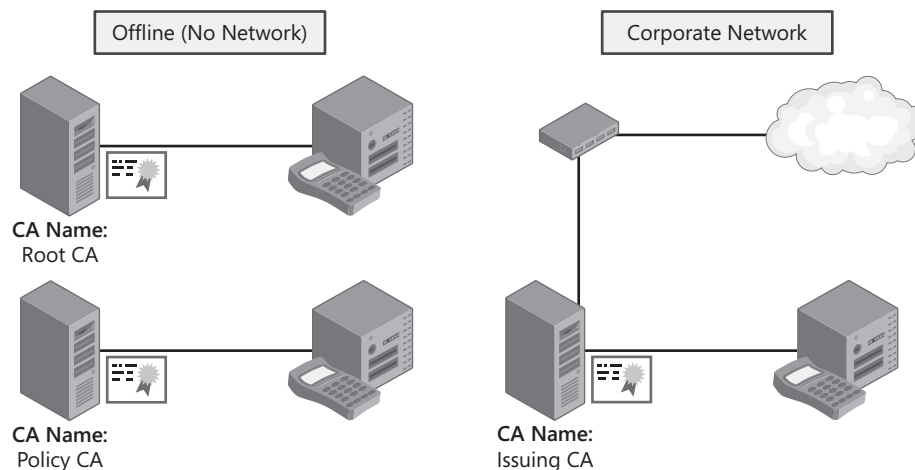 Offline (No Network)
Corporate Network
CA Name:
Root CA
CA Name:
Policy CA
CA Name:
Issuing CA